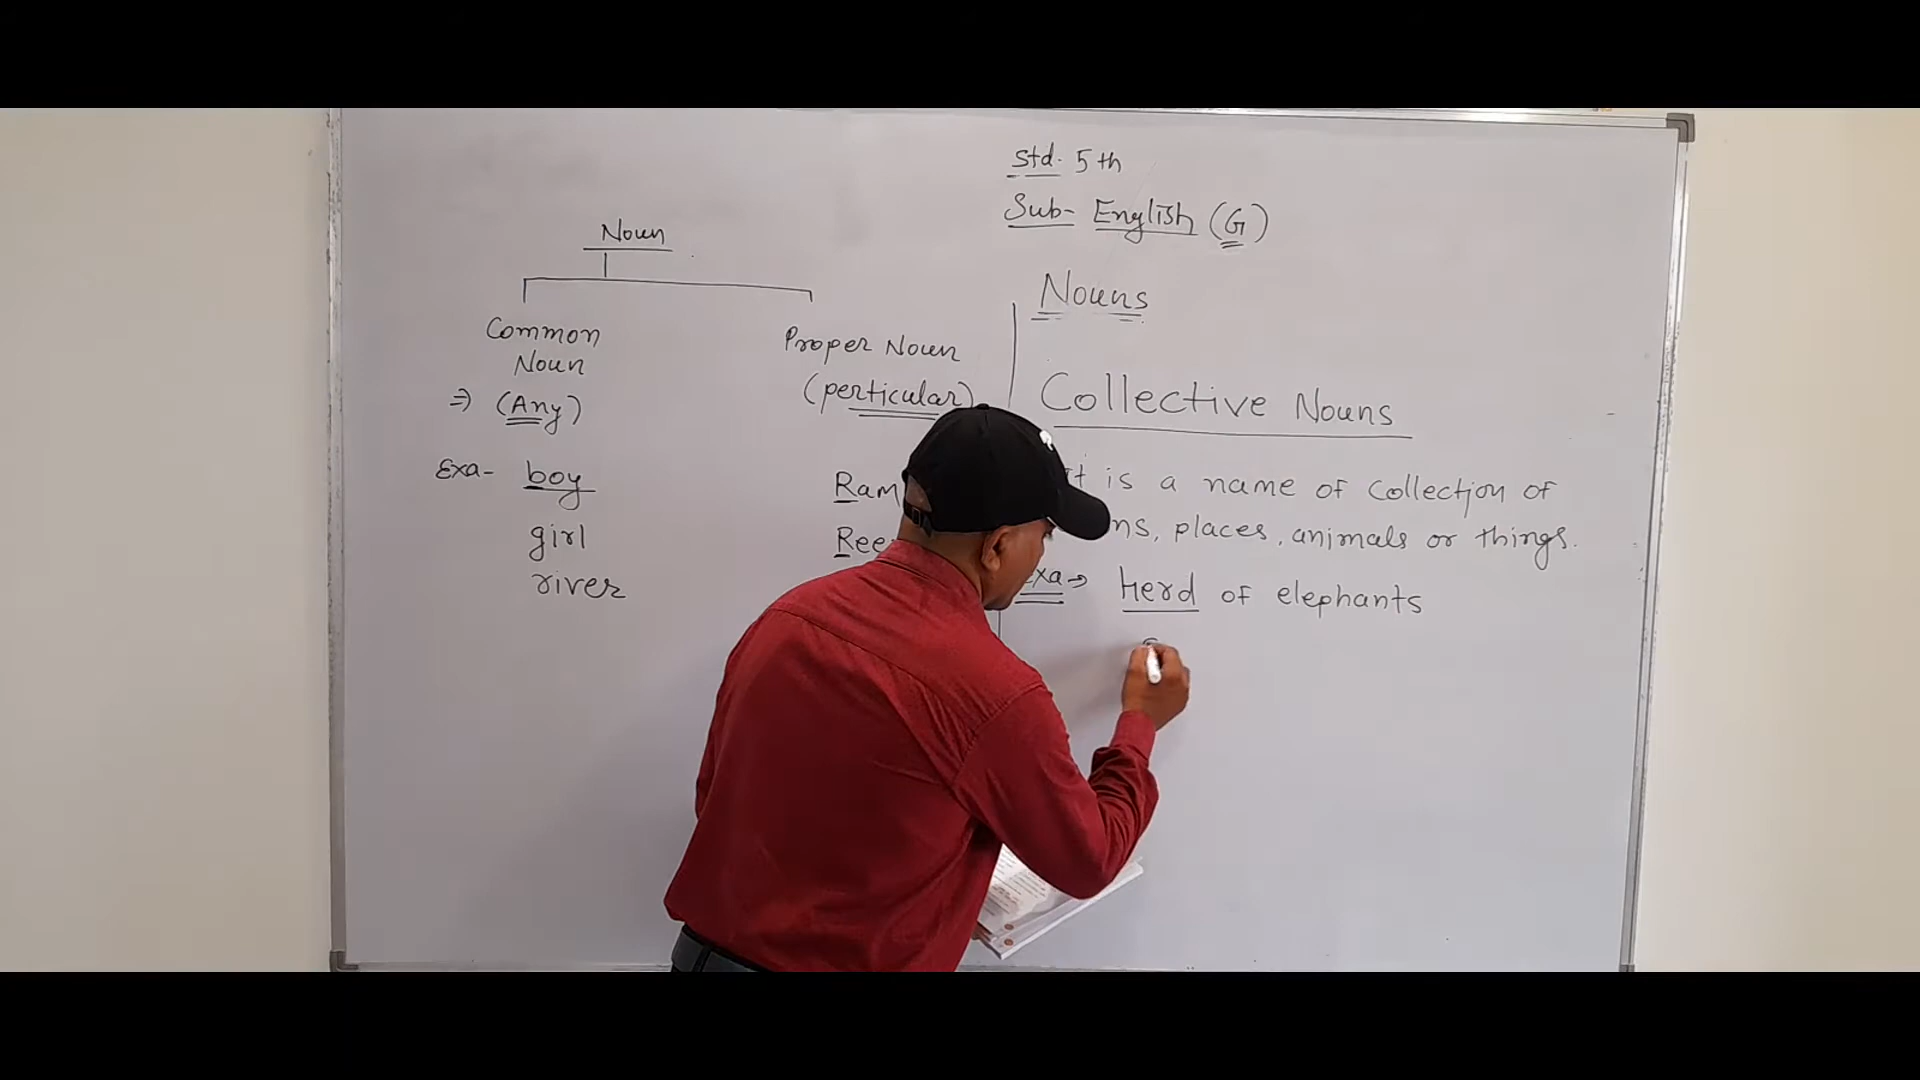 Std. 5th
Sub- English (G)
Noun
Common
Noun
⇒ (Any)
Exa- boy
girl
river
Proper Noun
(perticular)
Ram
Nouns
Collective Nouns
is a name of collection of
places, animals or things.
Exa → Herd of elephants